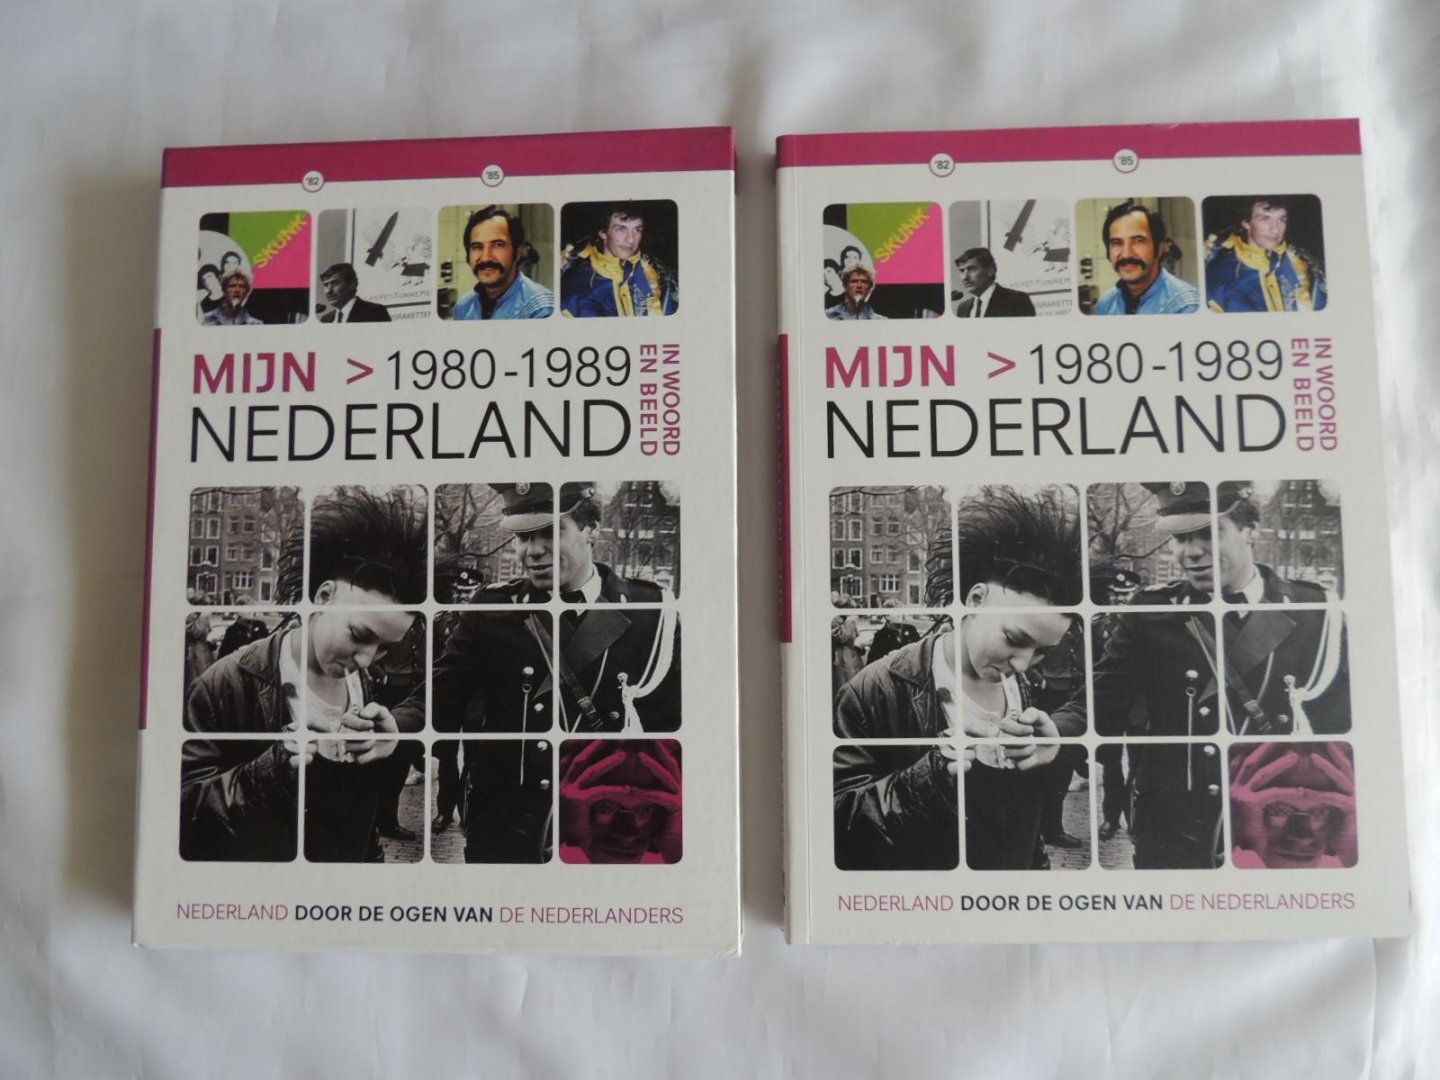 '82 '85
SKUNK
SPETITIONNEMEN
MIJN > 1980-1989
NEDERLAND
IN WOORD
EN BEELD
NEDERLAND DOOR DE OGEN VAN DE NEDERLANDERS
'82 '85
SKUNK
MIJN > 1980-1989
NEDERLAND
IN WOORD
EN BEELD
NEDERLAND DOOR DE OGEN VAN DE NEDERLANDERS